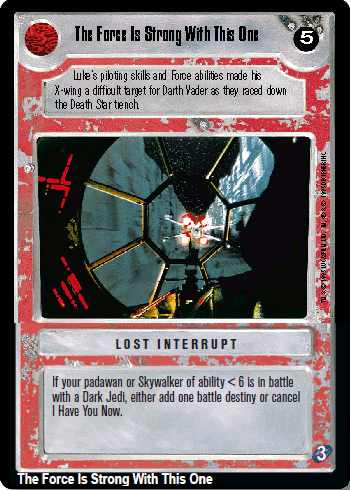 The Force Is Strong With This One
5
Luke's piloting skills and Force abilities made his
X-wing a difficult target for Darth Vader as they raced down
the Death Star trench.
LOST INTERRUPT
If your padawan or Skywalker of ability < 6 is in battle
with a Dark Jedi, either add one battle destiny or cancel
I Have You Now.
3
The Force Is Strong With This One